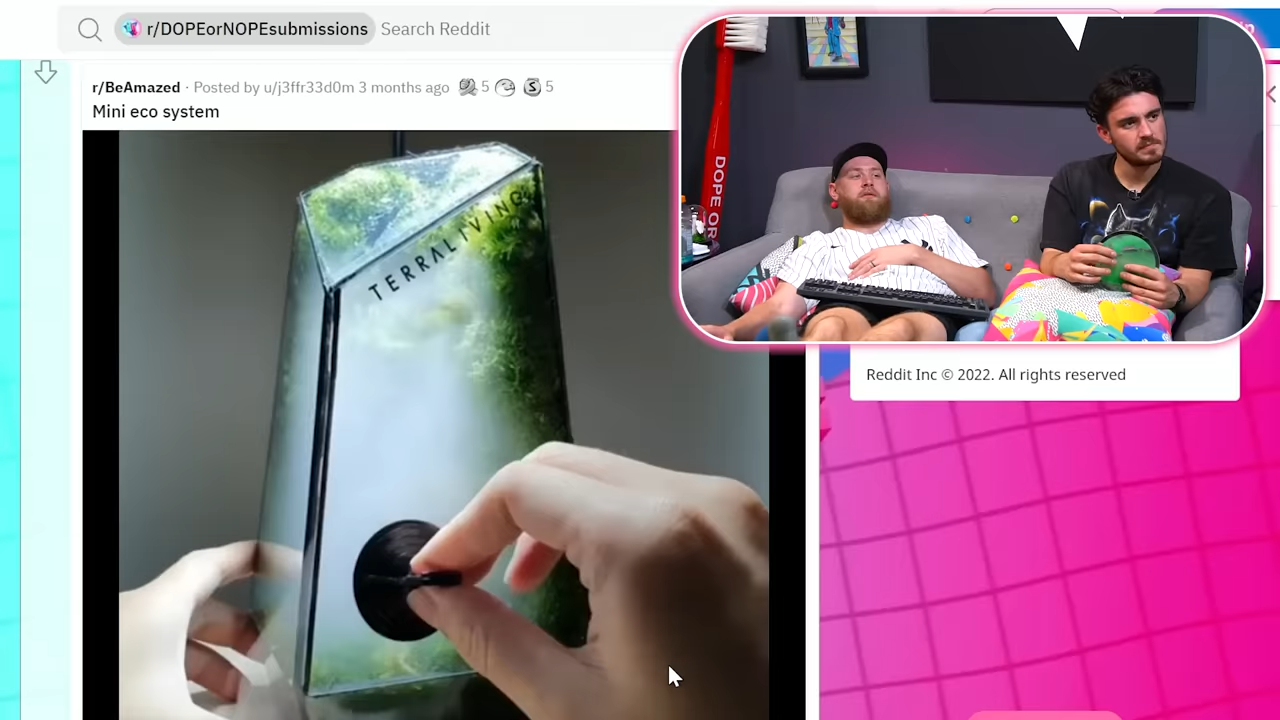 r/DOPEorNOPEsubmissions Search Reddit
r/BeAmazed · Posted by u/j3ffr33d0m 3 months ago 5 5
Mini eco system
TERRALIVING
DOPE OR
Reddit Inc © 2022. All rights reserved